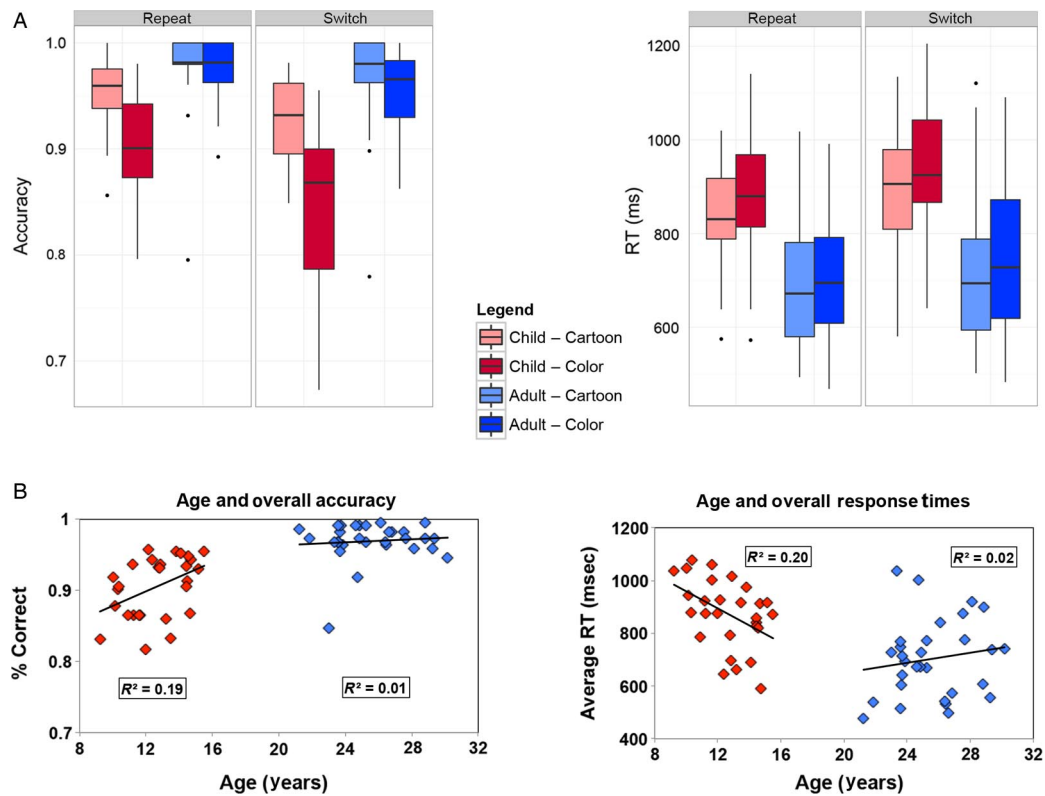 A
Repeat
Switch
1.0
0.9
0.8
0.7
Accuracy
Repeat
Switch
1200
1000
800
600
RT (ms)
Legend
Child – Cartoon
Child – Color
Adult – Cartoon
Adult – Color
B
Age and overall accuracy
1
0.9
0.8
0.7
% Correct
R² = 0.19
R² = 0.01
8 12 16 20 24 28 32
Age (years)
Age and overall response times
1200
1000
800
600
400
Average RT (msec)
R² = 0.20
R² = 0.02
8 12 16 20 24 28 32
Age (years)